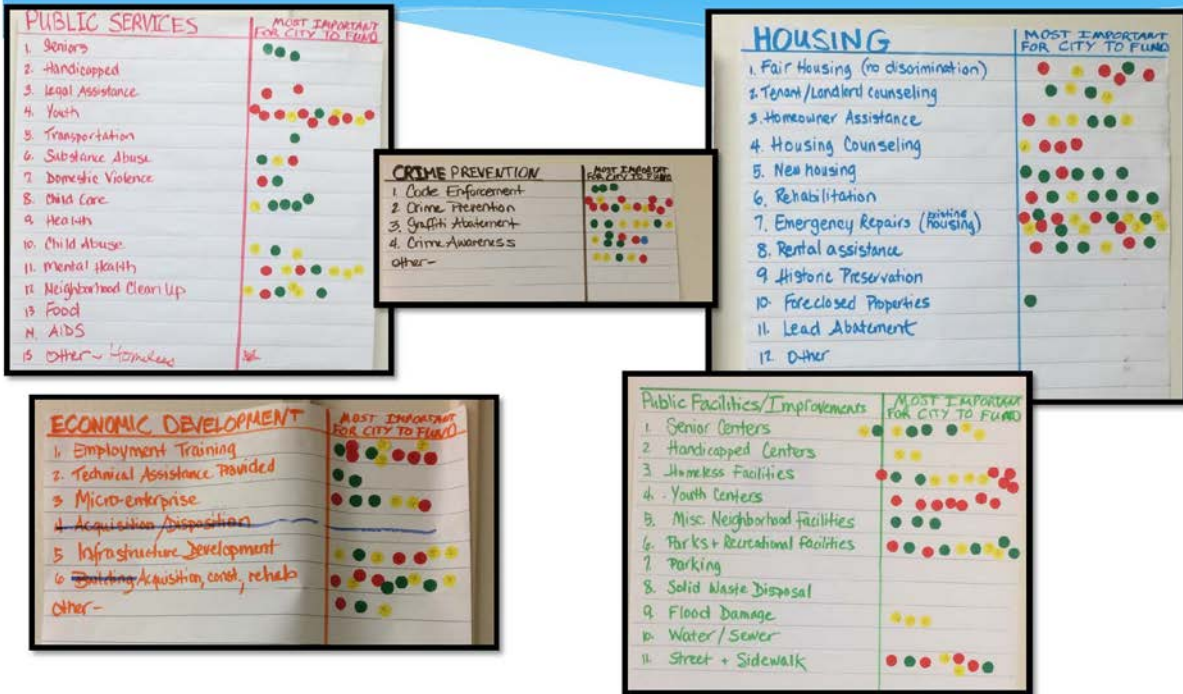 PUBLIC SERVICES
MOST IMPORTANT
FOR CITY TO FUND
1. Seniors
2. Handicapped
3. Legal Assistance
4. Youth
5. Transportation
6. Substance Abuse
7 Domestic Violence
8. Child Care
9. Health
10. Child Abuse
11. Mental Health
12 Neighborhood Clean Up
13 Food
14. AIDS
15 Other - Homeless
CRIME PREVENTION
MOST IMPORTANT
FOR CITY TO FUND
1. Code Enforcement
2 Crime Prevention
3. Graffiti Abatement
4. Crime Awareness
other-
HOUSING
MOST IMPORTANT
FOR CITY TO FUND
1. Fair Housing (no discrimination)
2. Tenant/Landlord counseling
3. Homeowner Assistance
4. Housing Counseling
5. New housing
6. Rehabilitation
7. Emergency Repairs (existing housing)
8. Rental assistance
9 Historic Preservation
10. Foreclosed Properties
11. Lead Abatement
12 Other
ECONOMIC DEVELOPMENT
MOST IMPORTANT
FOR CITY TO FUND
1. Employment Training
2. Technical Assistance Provided
3 Micro-enterprise
4 Acquisition/Disposition
5 Infrastructure Development
6 Building Acquisition, const, rehab
other-
Public Facilities/Improvements
MOST IMPORTANT
FOR CITY TO FUND
1. Senior Centers
2 Handicapped Centers
3. Homeless Facilities
4. Youth Centers
5. Misc Neighborhood Facilities
6. Parks + Recreational Facilities
7. Parking
8. Solid Waste Disposal
9. Flood Damage
10. Water/Sewer
11. Street + Sidewalk